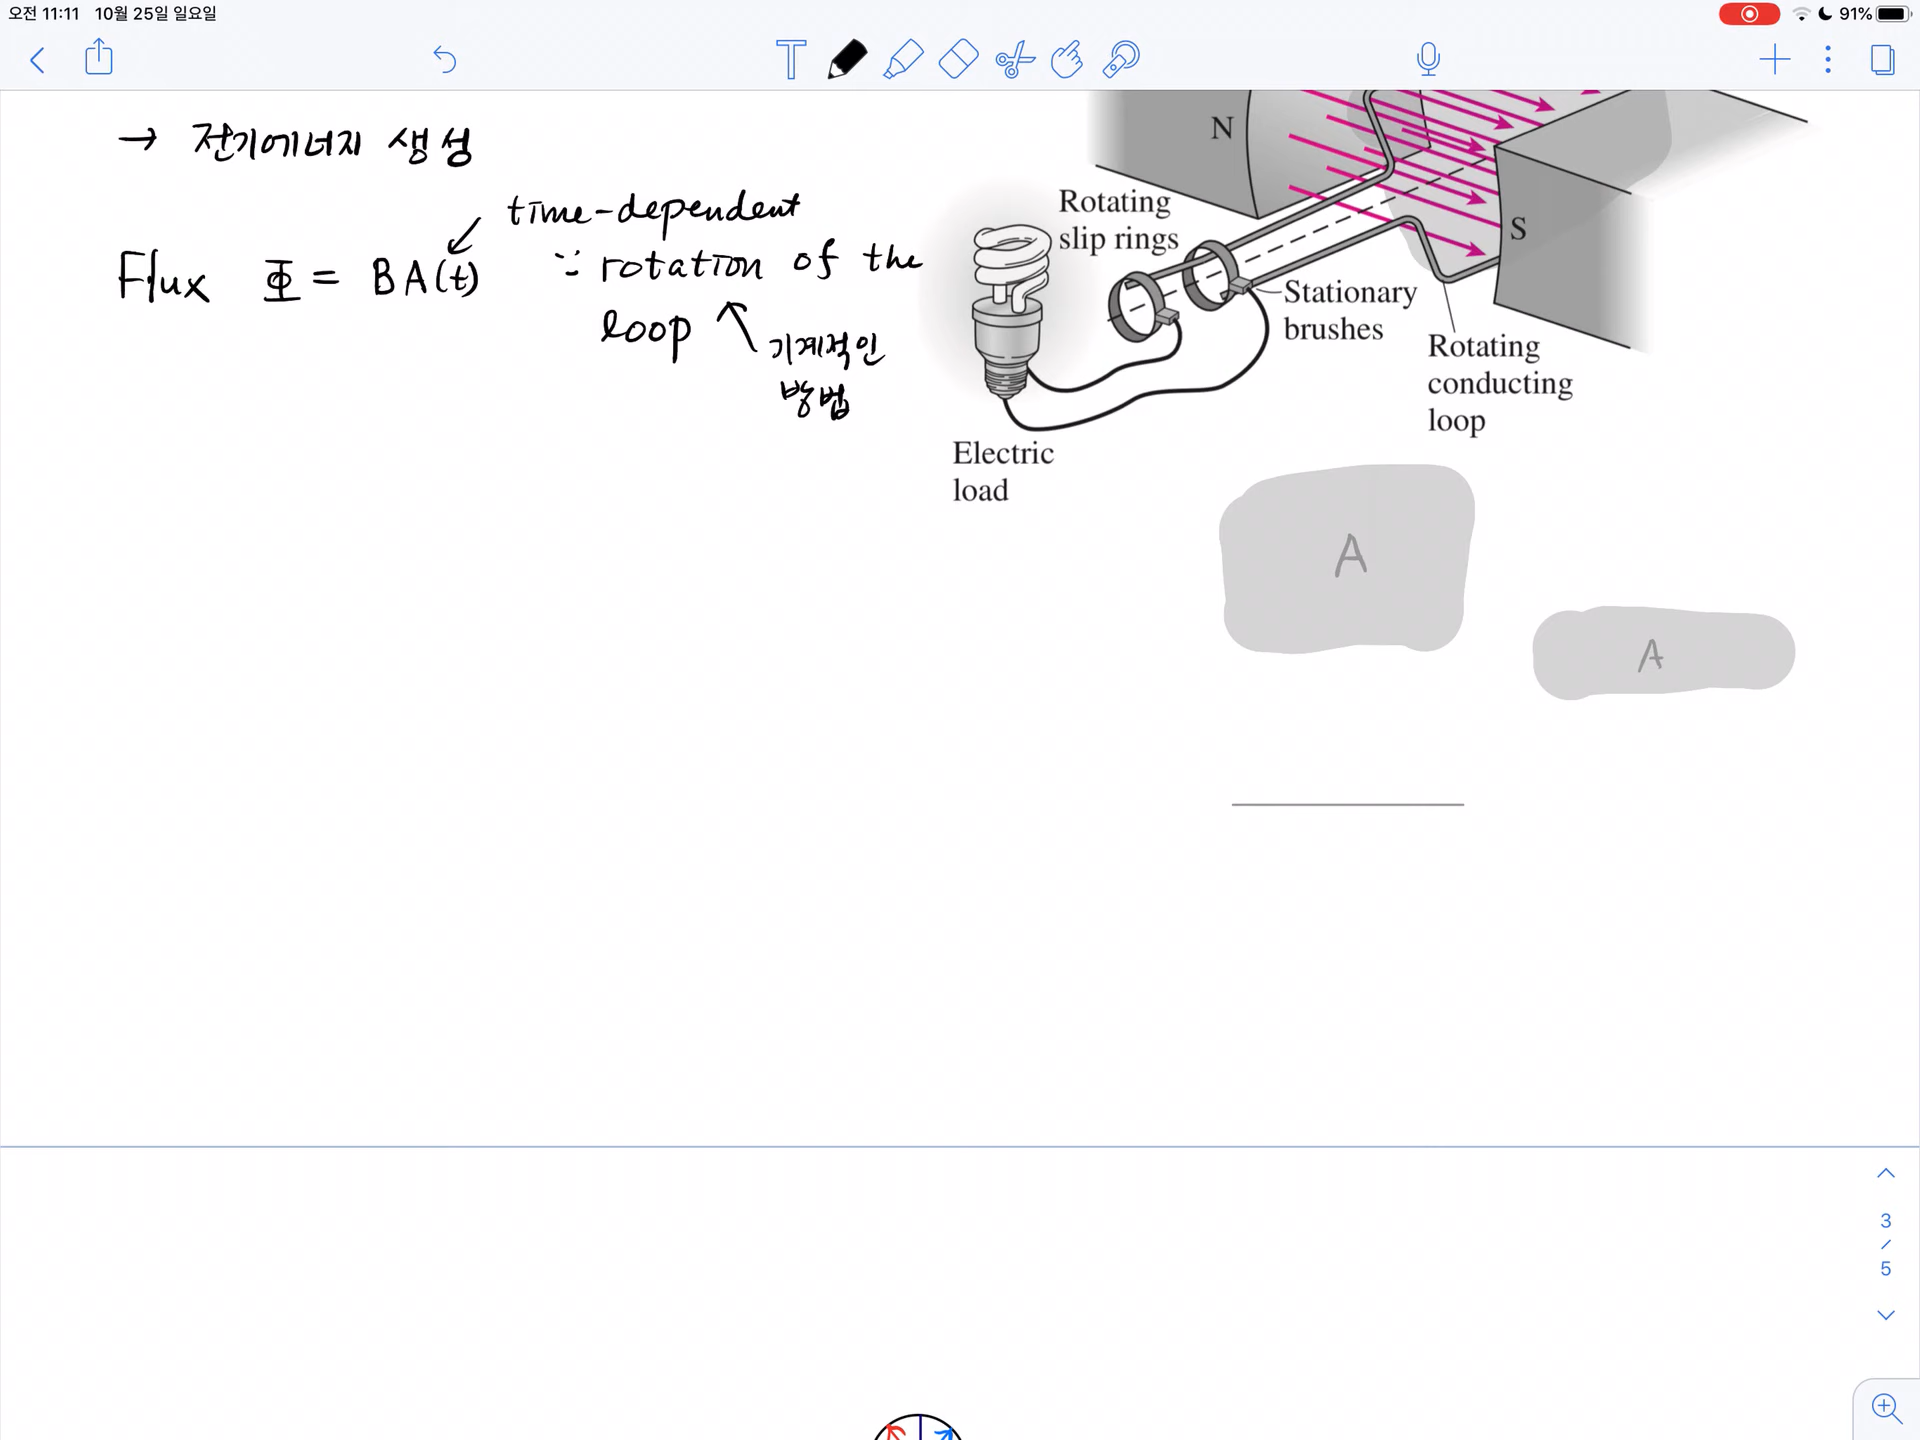 오전 11:11 10월 25일 일요일
91%
T
→ 전기에너지 생성
time-dependent
Flux Φ = BA(t)
∵ rotation of the
loop
기계적인
방법
N
S
Rotating
slip rings
Stationary
brushes
Rotating
conducting
loop
Electric
load
A
A
3
/
5